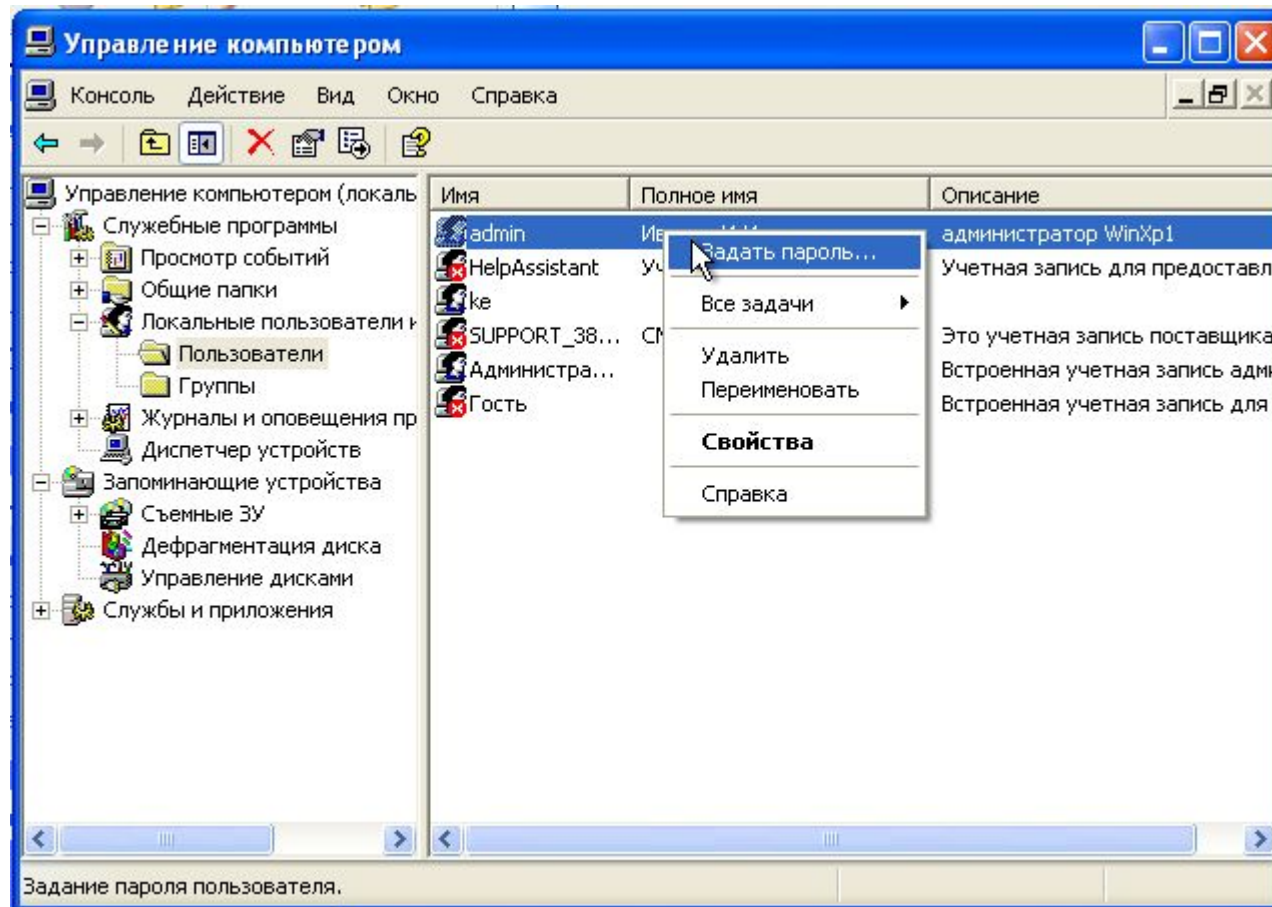 Управление компьютером
Консоль Действие Вид Окно Справка
Управление компьютером (локаль
Служебные программы
Просмотр событий
Общие папки
Локальные пользователи и
Пользователи
Группы
Журналы и оповещения пр
Диспетчер устройств
Запоминающие устройства
Съемные ЗУ
Дефрагментация диска
Управление дисками
Службы и приложения
Имя Полное имя Описание
admin администратор WinXp1
HelpAssistant Уч Учетная запись для предоставл
ke
SUPPORT_38... CN Это учетная запись поставщика
Администра... Встроенная учетная запись адми
Гость Встроенная учетная запись для
Задать пароль...
Все задачи
Удалить
Переименовать
Свойства
Справка
Задание пароля пользователя.